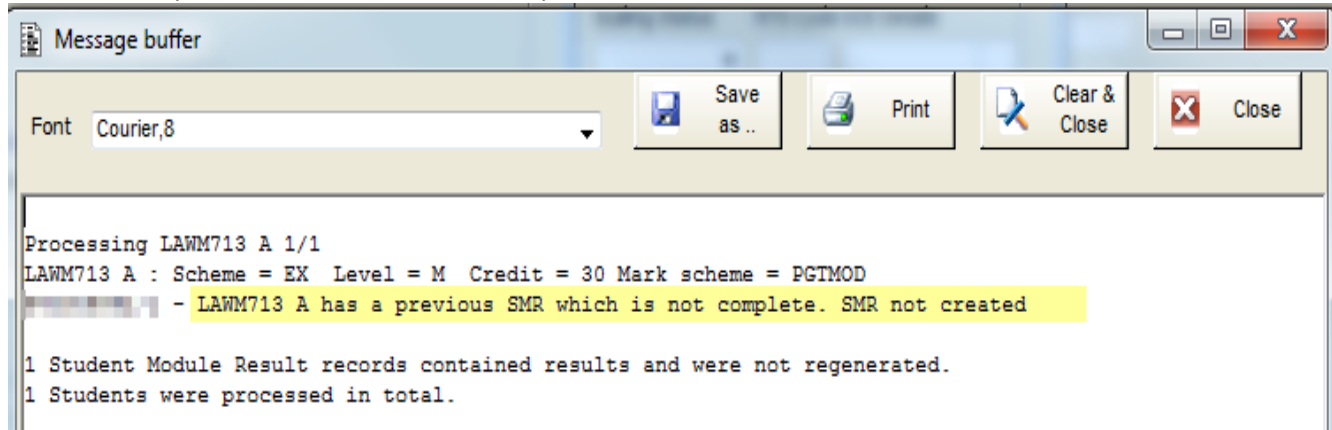 Message buffer
Font Courier,8
Save as ..
Print
Clear & Close
Close
Processing LAWM713 A 1/1
LAWM713 A : Scheme = EX Level = M Credit = 30 Mark scheme = PGTMOD
- LAWM713 A has a previous SMR which is not complete. SMR not created
1 Student Module Result records contained results and were not regenerated.
1 Students were processed in total.